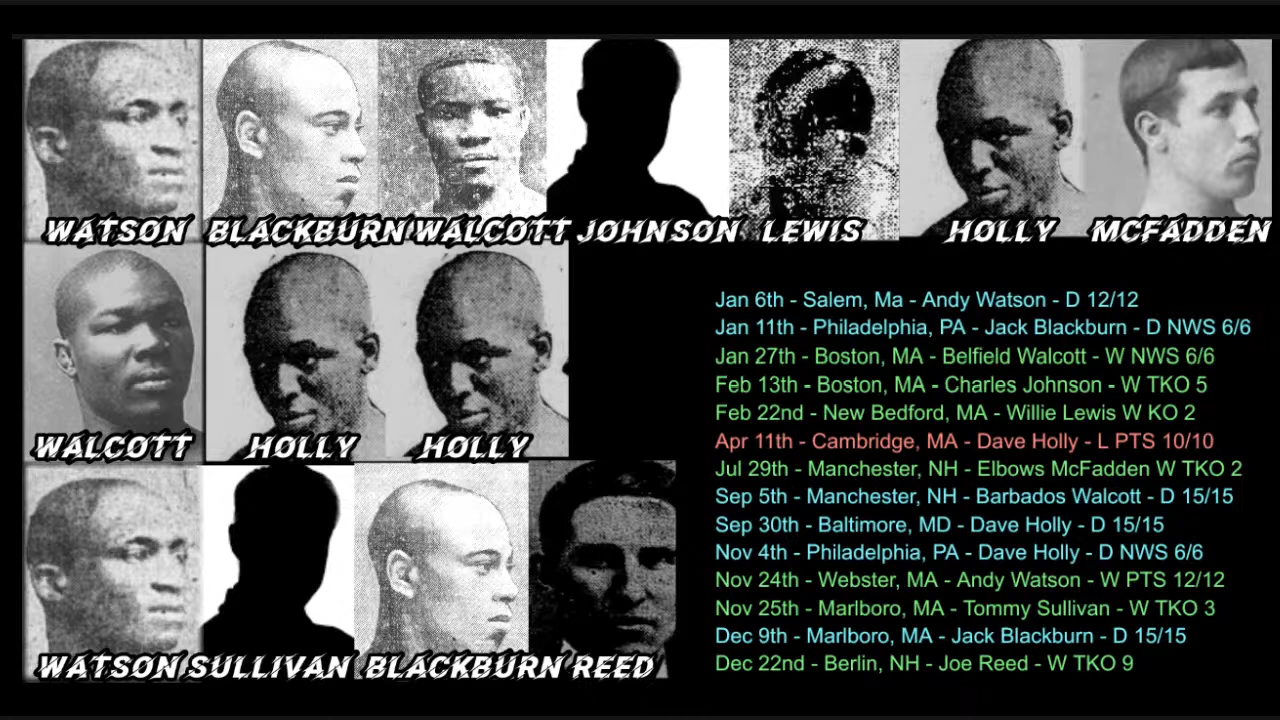 WATSON BLACKBURN WALCOTT JOHNSON LEWIS HOLLY MCFADDEN
WALCOTT HOLLY HOLLY
WATSON SULLIVAN BLACKBURN REED
Jan 6th - Salem, Ma - Andy Watson - D 12/12
Jan 11th - Philadelphia, PA - Jack Blackburn - D NWS 6/6
Jan 27th - Boston, MA - Belfield Walcott - W NWS 6/6
Feb 13th - Boston, MA - Charles Johnson - W TKO 5
Feb 22nd - New Bedford, MA - Willie Lewis W KO 2
Apr 11th - Cambridge, MA - Dave Holly - L PTS 10/10
Jul 29th - Manchester, NH - Elbows McFadden W TKO 2
Sep 5th - Manchester, NH - Barbados Walcott - D 15/15
Sep 30th - Baltimore, MD - Dave Holly - D 15/15
Nov 4th - Philadelphia, PA - Dave Holly - D NWS 6/6
Nov 24th - Webster, MA - Andy Watson - W PTS 12/12
Nov 25th - Marlboro, MA - Tommy Sullivan - W TKO 3
Dec 9th - Marlboro, MA - Jack Blackburn - D 15/15
Dec 22nd - Berlin, NH - Joe Reed - W TKO 9